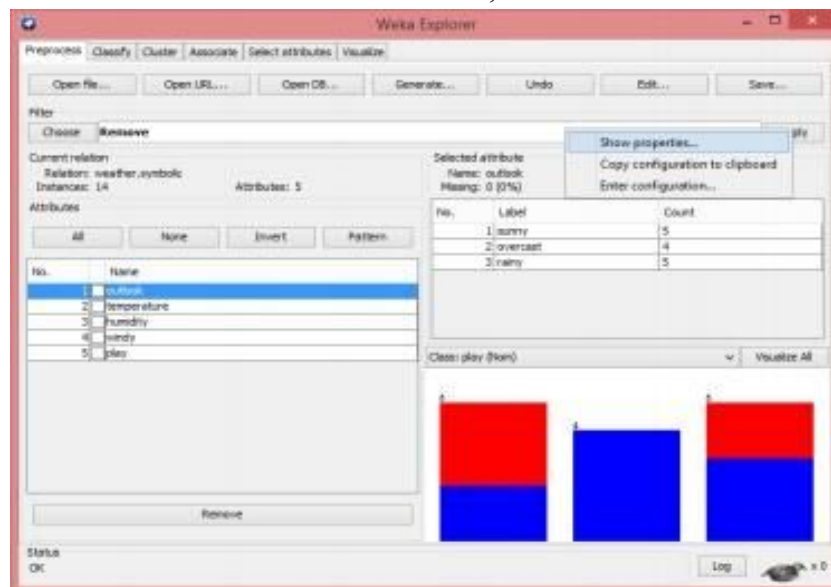 Weka Explorer
Preprocess Classify Cluster Associate Select attributes Visualize
Open file... Open URL... Open DB... Generate... Undo Edit... Save...
Filter
Choose Remove
Show properties...
Copy configuration to clipboard
Enter configuration...
Current relation
Relation: weather.symbolic
Instances: 14 Attributes: 5
Selected attribute
Name: outlook
Missing: 0 (0%)
Attributes
All None Invert Pattern
No. Name
1 outlook
2 temperature
3 humidity
4 windy
5 play
Remove
No. Label Count
1 sunny 5
2 overcast 4
3 rainy 5
Class: play (Nom) Visualize All
5 4 5
Status
OK
Log x 0